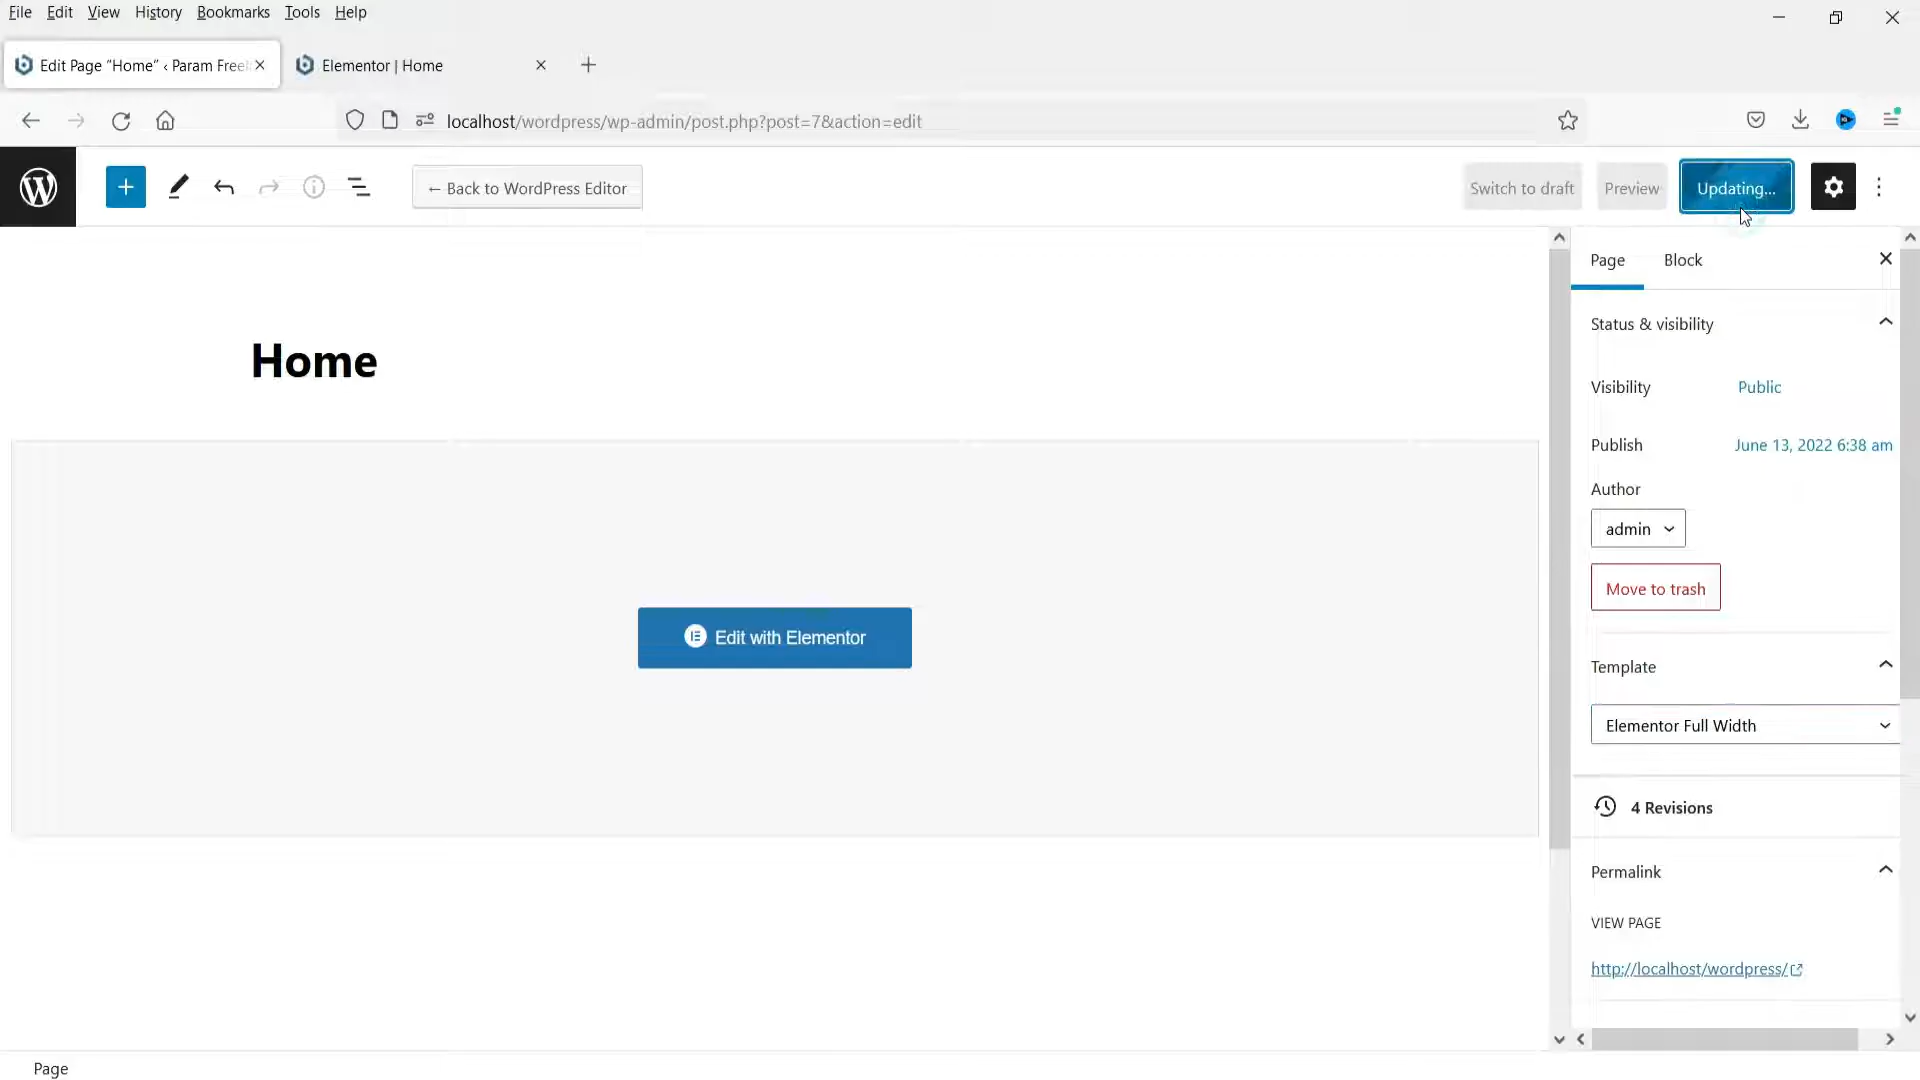 File Edit View History Bookmarks Tools Help
Edit Page “Home” ‹ Param Free
Elementor | Home
localhost/wordpress/wp-admin/post.php?post=7&action=edit
← Back to WordPress Editor
Switch to draft
Preview
Updating...
Page
Block
Status & visibility
Home
Visibility
Public
Publish
June 13, 2022 6:38 am
Author
admin
Move to trash
Edit with Elementor
Template
Elementor Full Width
4 Revisions
Permalink
VIEW PAGE
http://localhost/wordpress/
Page